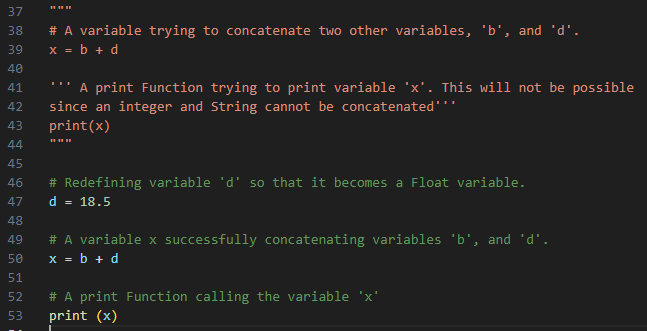 37 """
38 # A variable trying to concatenate two other variables, 'b', and 'd'.
39 x = b + d
40
41 ''' A print Function trying to print variable 'x'. This will not be possible
42 since an integer and String cannot be concatenated'''
43 print(x)
44 """
45
46 # Redefining variable 'd' so that it becomes a Float variable.
47 d = 18.5
48
49 # A variable x successfully concatenating variables 'b', and 'd'.
50 x = b + d
51
52 # A print Function calling the variable 'x'
53 print (x)